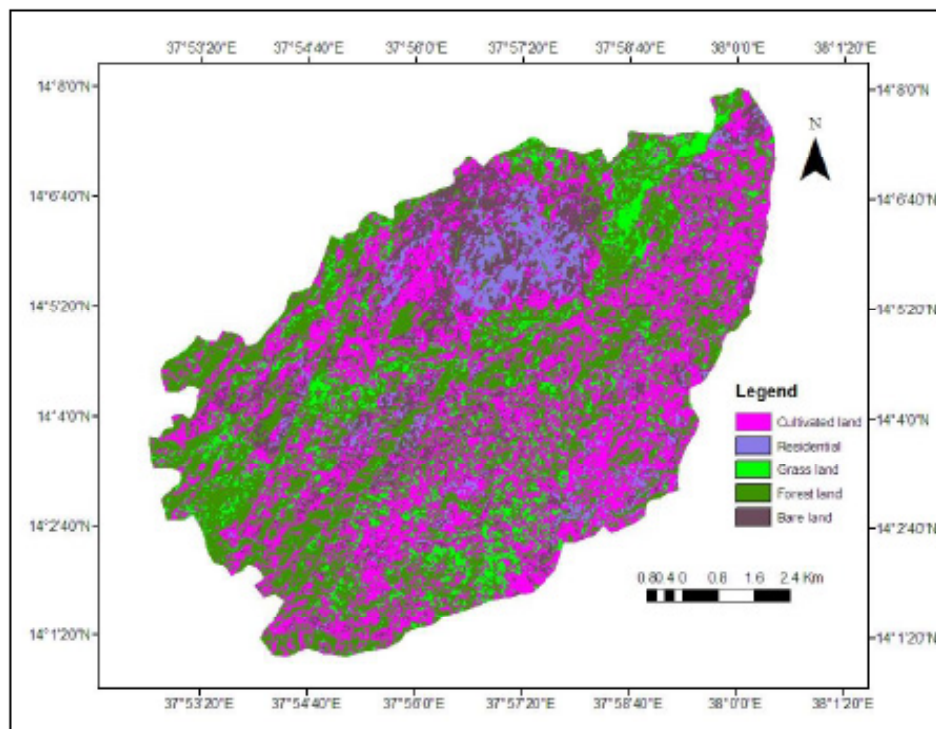 37°53'20"E 37°54'40"E 37°56'0"E 37°57'20"E 37°58'40"E 38°0'0"E 38°1'20"E
14°8'0"N 14°8'0"N
N
14°6'40"N 14°6'40"N
14°5'20"N 14°5'20"N
Legend
14°4'0"N Cultivated land 14°4'0"N
Residential
Grass land
Forest land
Bare land
14°2'40"N 14°2'40"N
0.8 0.4 0 0.8 1.6 2.4 Km
14°1'20"N 14°1'20"N
37°53'20"E 37°54'40"E 37°56'0"E 37°57'20"E 37°58'40"E 38°0'0"E 38°1'20"E